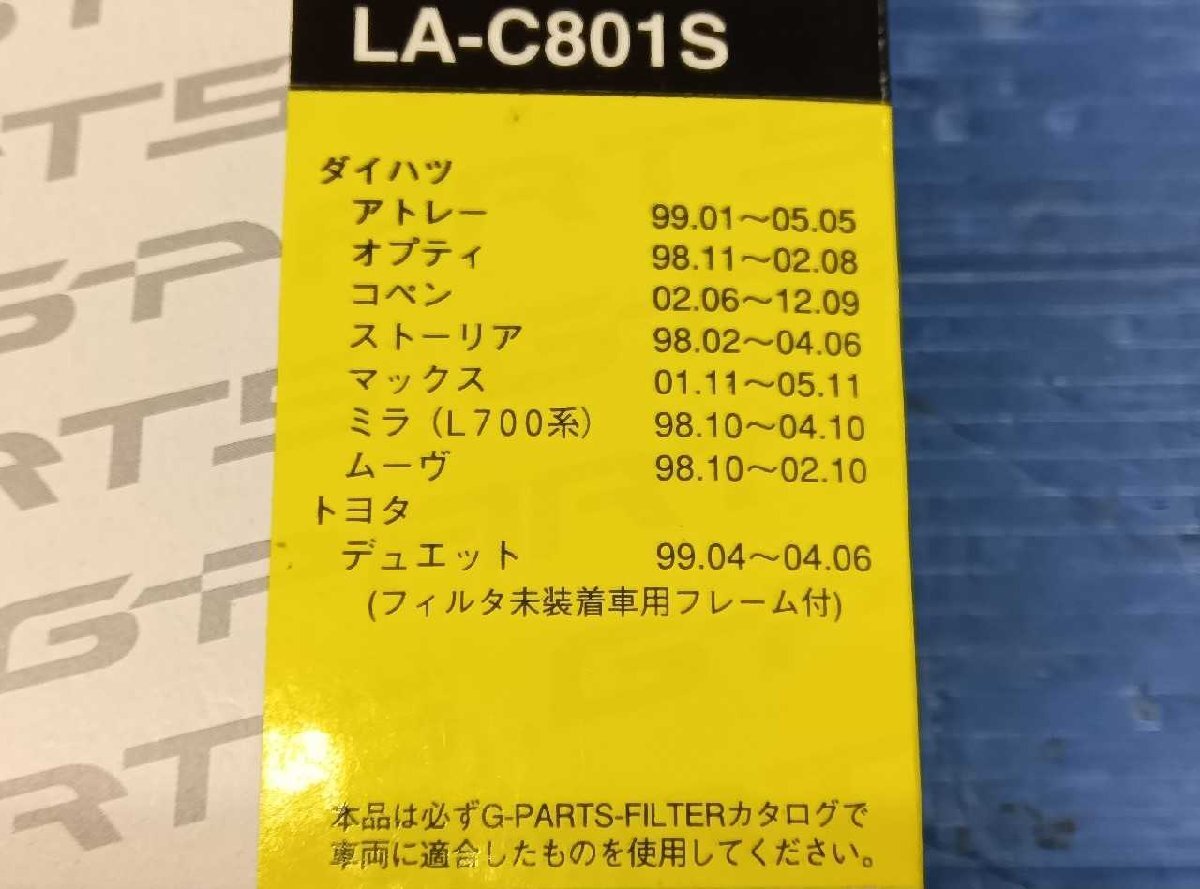 LA-C801S
ダイハツ
アトレー 99.01～05.05
オプティ 98.11～02.08
コペン 02.06～12.09
ストーリア 98.02～04.06
マックス 01.11～05.11
ミラ（L700系） 98.10～04.10
ムーヴ 98.10～02.10
トヨタ
デュエット 99.04～04.06
(フィルタ未装着車用フレーム付)
本品は必ずG-PARTS-FILTERカタログで
車両に適合したものを使用してください。